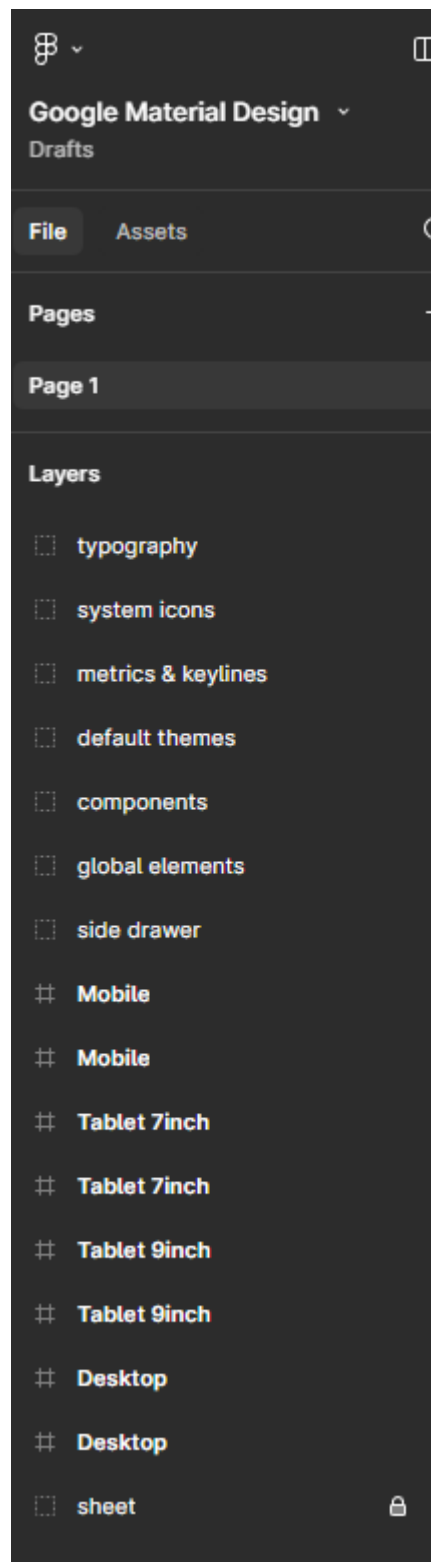 Google Material Design
Drafts
File Assets
Pages
Page 1
Layers
typography
system icons
metrics & keylines
default themes
components
global elements
side drawer
Mobile
Mobile
Tablet 7inch
Tablet 7inch
Tablet 9inch
Tablet 9inch
Desktop
Desktop
sheet